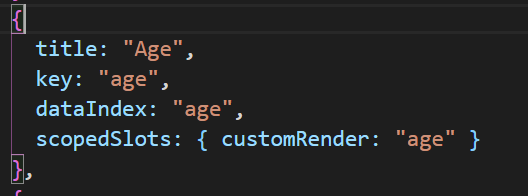 {
title: "Age",
key: "age",
dataIndex: "age",
scopedSlots: { customRender: "age" }
},